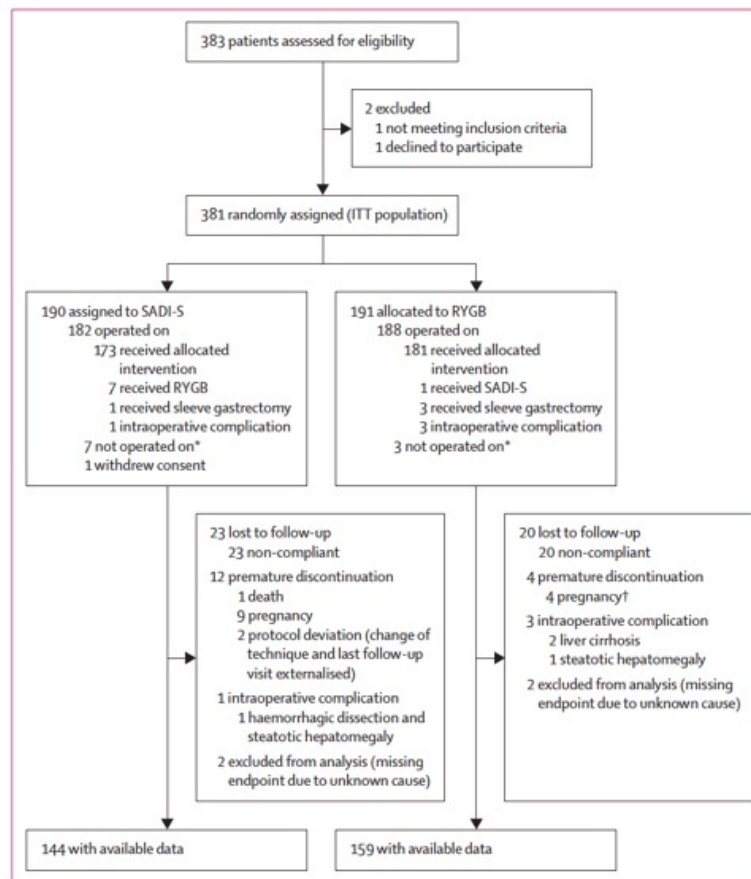 383 patients assessed for eligibility
2 excluded
1 not meeting inclusion criteria
1 declined to participate
381 randomly assigned (ITT population)
190 assigned to SADI-S
182 operated on
173 received allocated
intervention
7 received RYGB
1 received sleeve gastrectomy
1 intraoperative complication
7 not operated on*
1 withdrew consent
191 allocated to RYGB
188 operated on
181 received allocated
intervention
1 received SADI-S
3 received sleeve gastrectomy
3 intraoperative complication
3 not operated on*
23 lost to follow-up
23 non-compliant
12 premature discontinuation
1 death
9 pregnancy
2 protocol deviation (change of
technique and last follow-up
visit externalised)
1 intraoperative complication
1 haemorrhagic dissection and
steatotic hepatomegaly
2 excluded from analysis (missing
endpoint due to unknown cause)
20 lost to follow-up
20 non-compliant
4 premature discontinuation
4 pregnancy†
3 intraoperative complication
2 liver cirrhosis
1 steatotic hepatomegaly
2 excluded from analysis (missing
endpoint due to unknown cause)
144 with available data
159 with available data